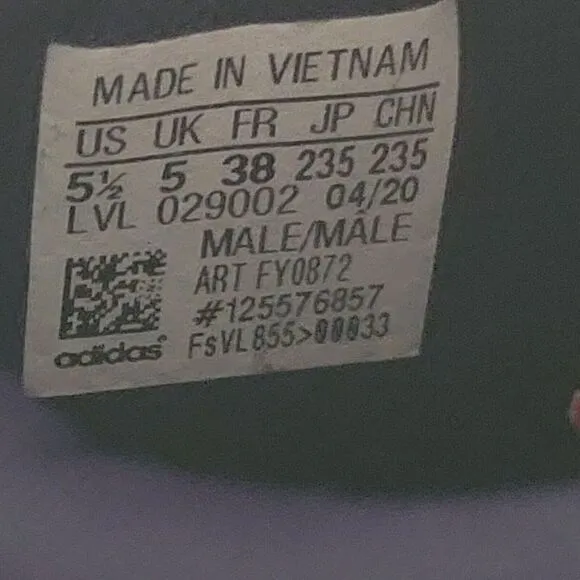 MADE IN VIETNAM
US UK FR JP CHN
5½ 5 38 235 235
LVL 029002 04/20
MALE/MÂLE
ART FY0872
#125576857
FsVL855>00033
adidas